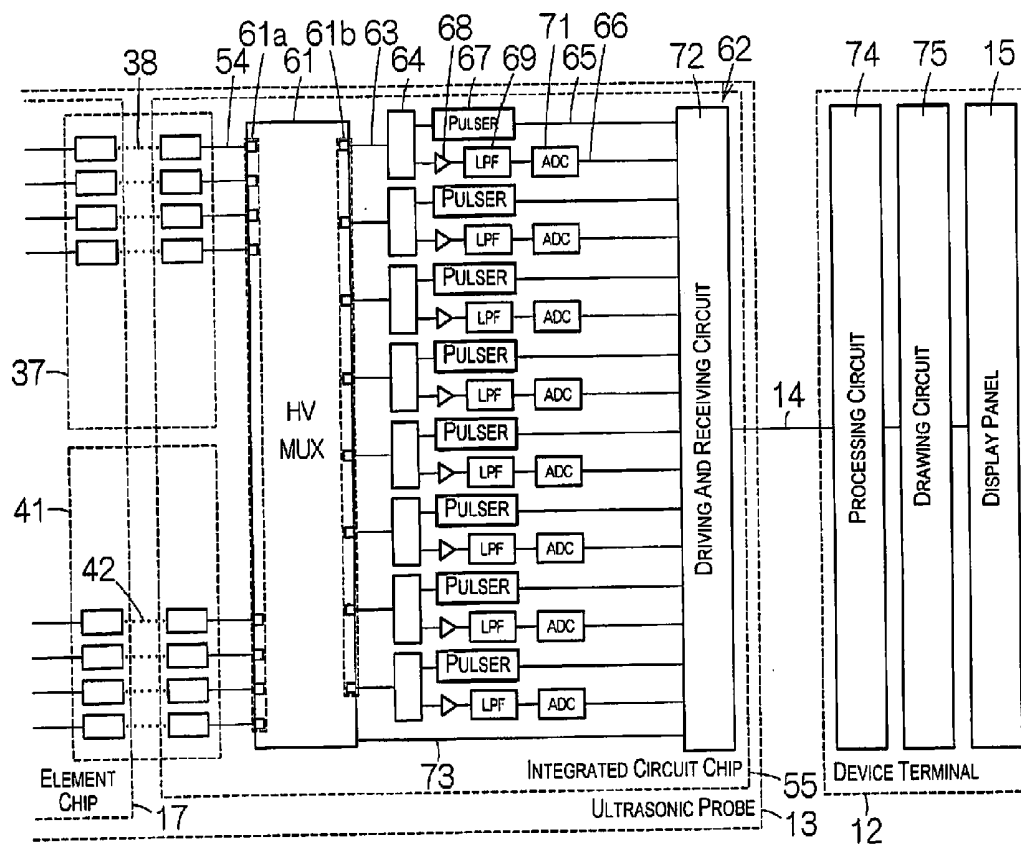 61a 61b 68 71 66 72 62 74 75 15
38 54 61 63 64 67 69 65
PULSER
LPF ADC
PULSER
LPF ADC
PULSER
LPF ADC
PULSER
LPF ADC
PULSER
LPF ADC
PULSER
LPF ADC
PULSER
LPF ADC
PULSER
LPF ADC
HV
MUX
37
41
42
DRIVING AND RECEIVING CIRCUIT
14
PROCESSING CIRCUIT
DRAWING CIRCUIT
DISPLAY PANEL
73
ELEMENT
CHIP
17
INTEGRATED CIRCUIT CHIP
55
ULTRASONIC PROBE
13
DEVICE TERMINAL
12